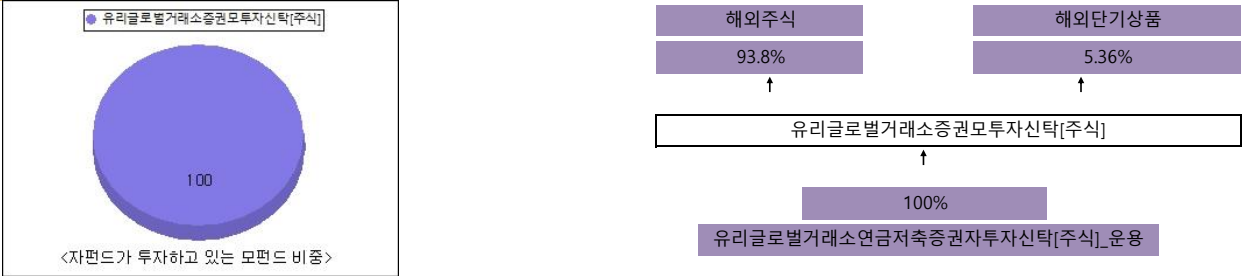 유리글로벌거래소증권모투자신탁[주식]
100
<자펀드가 투자하고 있는 모펀드 비중>
해외주식
해외단기상품
93.8%
5.36%
유리글로벌거래소증권모투자신탁[주식]
100%
유리글로벌거래소연금저축증권자투자신탁[주식]_운용